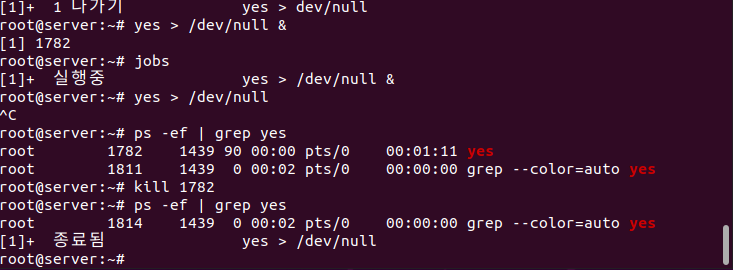 [1]+  1 나가기                 yes > dev/null
root@server:~# yes > /dev/null &
[1] 1782
root@server:~# jobs
[1]+  실행중                  yes > /dev/null &
root@server:~# yes > /dev/null
^C
root@server:~# ps -ef | grep yes
root        1782    1439 90 00:00 pts/0    00:01:11 yes
root        1811    1439  0 00:02 pts/0    00:00:00 grep --color=auto yes
root@server:~# kill 1782
root@server:~# ps -ef | grep yes
root        1814    1439  0 00:02 pts/0    00:00:00 grep --color=auto yes
[1]+  종료됨                  yes > /dev/null
root@server:~#